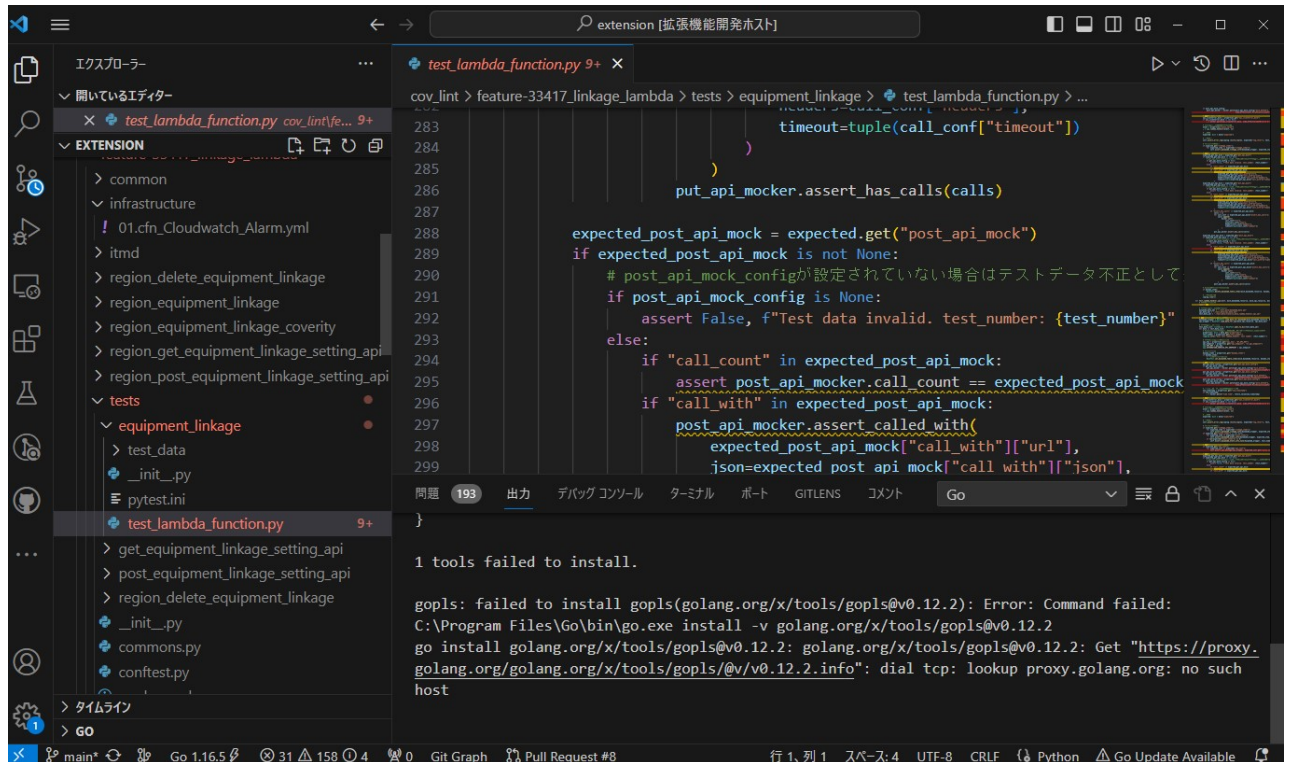 extension [拡張機能開発ホスト]
エクスプローラー
開いているエディター
test_lambda_function.py cov_lint\fe... 9+
EXTENSION
common
infrastructure
! 01.cfn_Cloudwatch_Alarm.yml
itmd
region_delete_equipment_linkage
region_equipment_linkage
region_equipment_linkage_coverity
region_get_equipment_linkage_setting_api
region_post_equipment_linkage_setting_api
tests
equipment_linkage
test_data
__init__.py
pytest.ini
test_lambda_function.py 9+
get_equipment_linkage_setting_api
post_equipment_linkage_setting_api
region_delete_equipment_linkage
__init__.py
commons.py
conftest.py
タイムライン
GO
test_lambda_function.py 9+
cov_lint > feature-33417_linkage_lambda > tests > equipment_linkage > test_lambda_function.py > ...
283 timeout=tuple(call_conf["timeout"])
284 )
285 )
286 put_api_mocker.assert_has_calls(calls)
287
288 expected_post_api_mock = expected.get("post_api_mock")
289 if expected_post_api_mock is not None:
290 # post_api_mock_configが設定されていない場合はテストデータ不正として
291 if post_api_mock_config is None:
292 assert False, f"Test data invalid. test_number: {test_number}"
293 else:
294 if "call_count" in expected_post_api_mock:
295 assert post_api_mocker.call_count == expected_post_api_mock
296 if "call_with" in expected_post_api_mock:
297 post_api_mocker.assert_called_with(
298 expected_post_api_mock["call_with"]["url"],
299 json=expected_post_api_mock["call_with"]["json"],
問題 193 出力 デバッグ コンソール ターミナル ポート GITLENS コメント Go
}
1 tools failed to install.
gopls: failed to install gopls(golang.org/x/tools/gopls@v0.12.2): Error: Command failed:
C:\Program Files\Go\bin\go.exe install -v golang.org/x/tools/gopls@v0.12.2
go install golang.org/x/tools/gopls@v0.12.2: golang.org/x/tools/gopls@v0.12.2: Get "https://proxy.
golang.org/golang.org/x/tools/gopls/@v/v0.12.2.info": dial tcp: lookup proxy.golang.org: no such
host
1
main* Go 1.16.5 31 158 4 0 Git Graph Pull Request #8 行 1、列 1 スペース: 4 UTF-8 CRLF Python Go Update Available